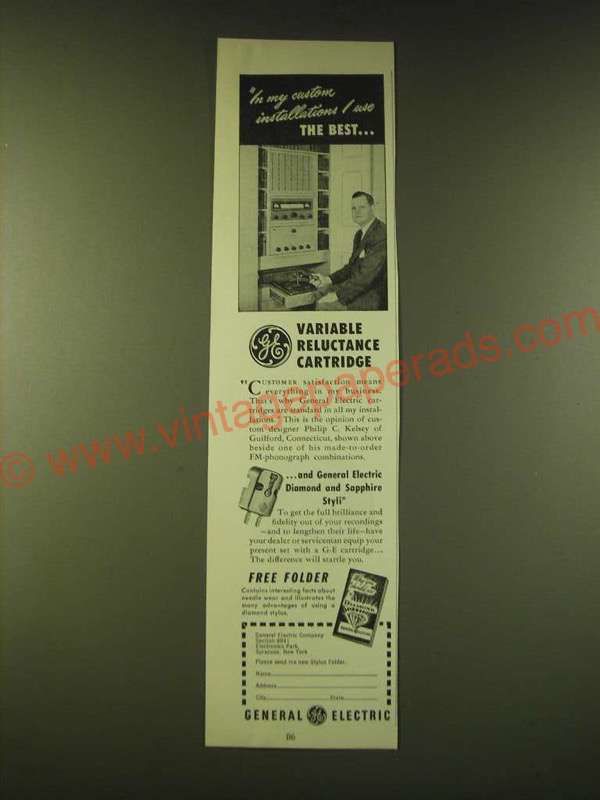 "In my custom
installations I use
THE BEST...
GE
VARIABLE
RELUCTANCE
CARTRIDGE
"CUSTOMER satisfaction means
everything in my business.
That's why General Electric car-
tridges are standard in all my instal-
lations." This is the opinion of cus-
tom designer Philip C. Kelsey of
Guilford, Connecticut, shown above
beside one of his made-to-order
FM-phonograph combinations.
...and General Electric
Diamond and Sapphire
Styli"
To get the full brilliance and
fidelity out of your recordings
—and to lengthen their life—have
your dealer or serviceman equip your
present set with a G-E cartridge...
The difference will startle you.
FREE FOLDER
Contains interesting facts about
needle wear and illustrates the
many advantages of using a
diamond stylus.
General Electric Company
Section
Electronics Park,
Syracuse, New York
Please send me new Stylus Folder.
Name
Address
City State
GENERAL GE ELECTRIC
86
© www.vintagepaperads.com